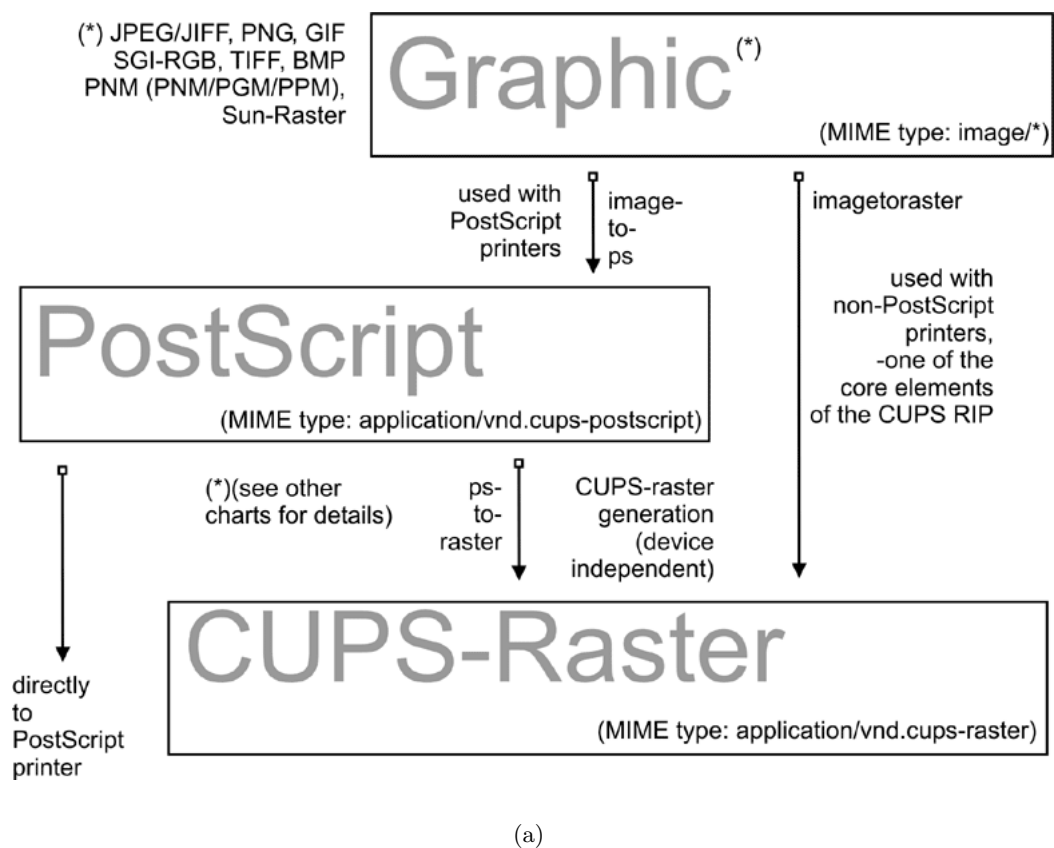 (*) JPEG/JIFF, PNG, GIF
SGI-RGB, TIFF, BMP
PNM (PNM/PGM/PPM),
Sun-Raster
Graphic(*)
(MIME type: image/*)
used with
PostScript
printers
image-
to-
ps
imagetoraster
used with
non-PostScript
printers,
-one of the
core elements
of the CUPS RIP
PostScript
(MIME type: application/vnd.cups-postscript)
(*)(see other
charts for details)
ps-
to-
raster
CUPS-raster
generation
(device
independent)
directly
to
PostScript
printer
CUPS-Raster
(MIME type: application/vnd.cups-raster)
(a)